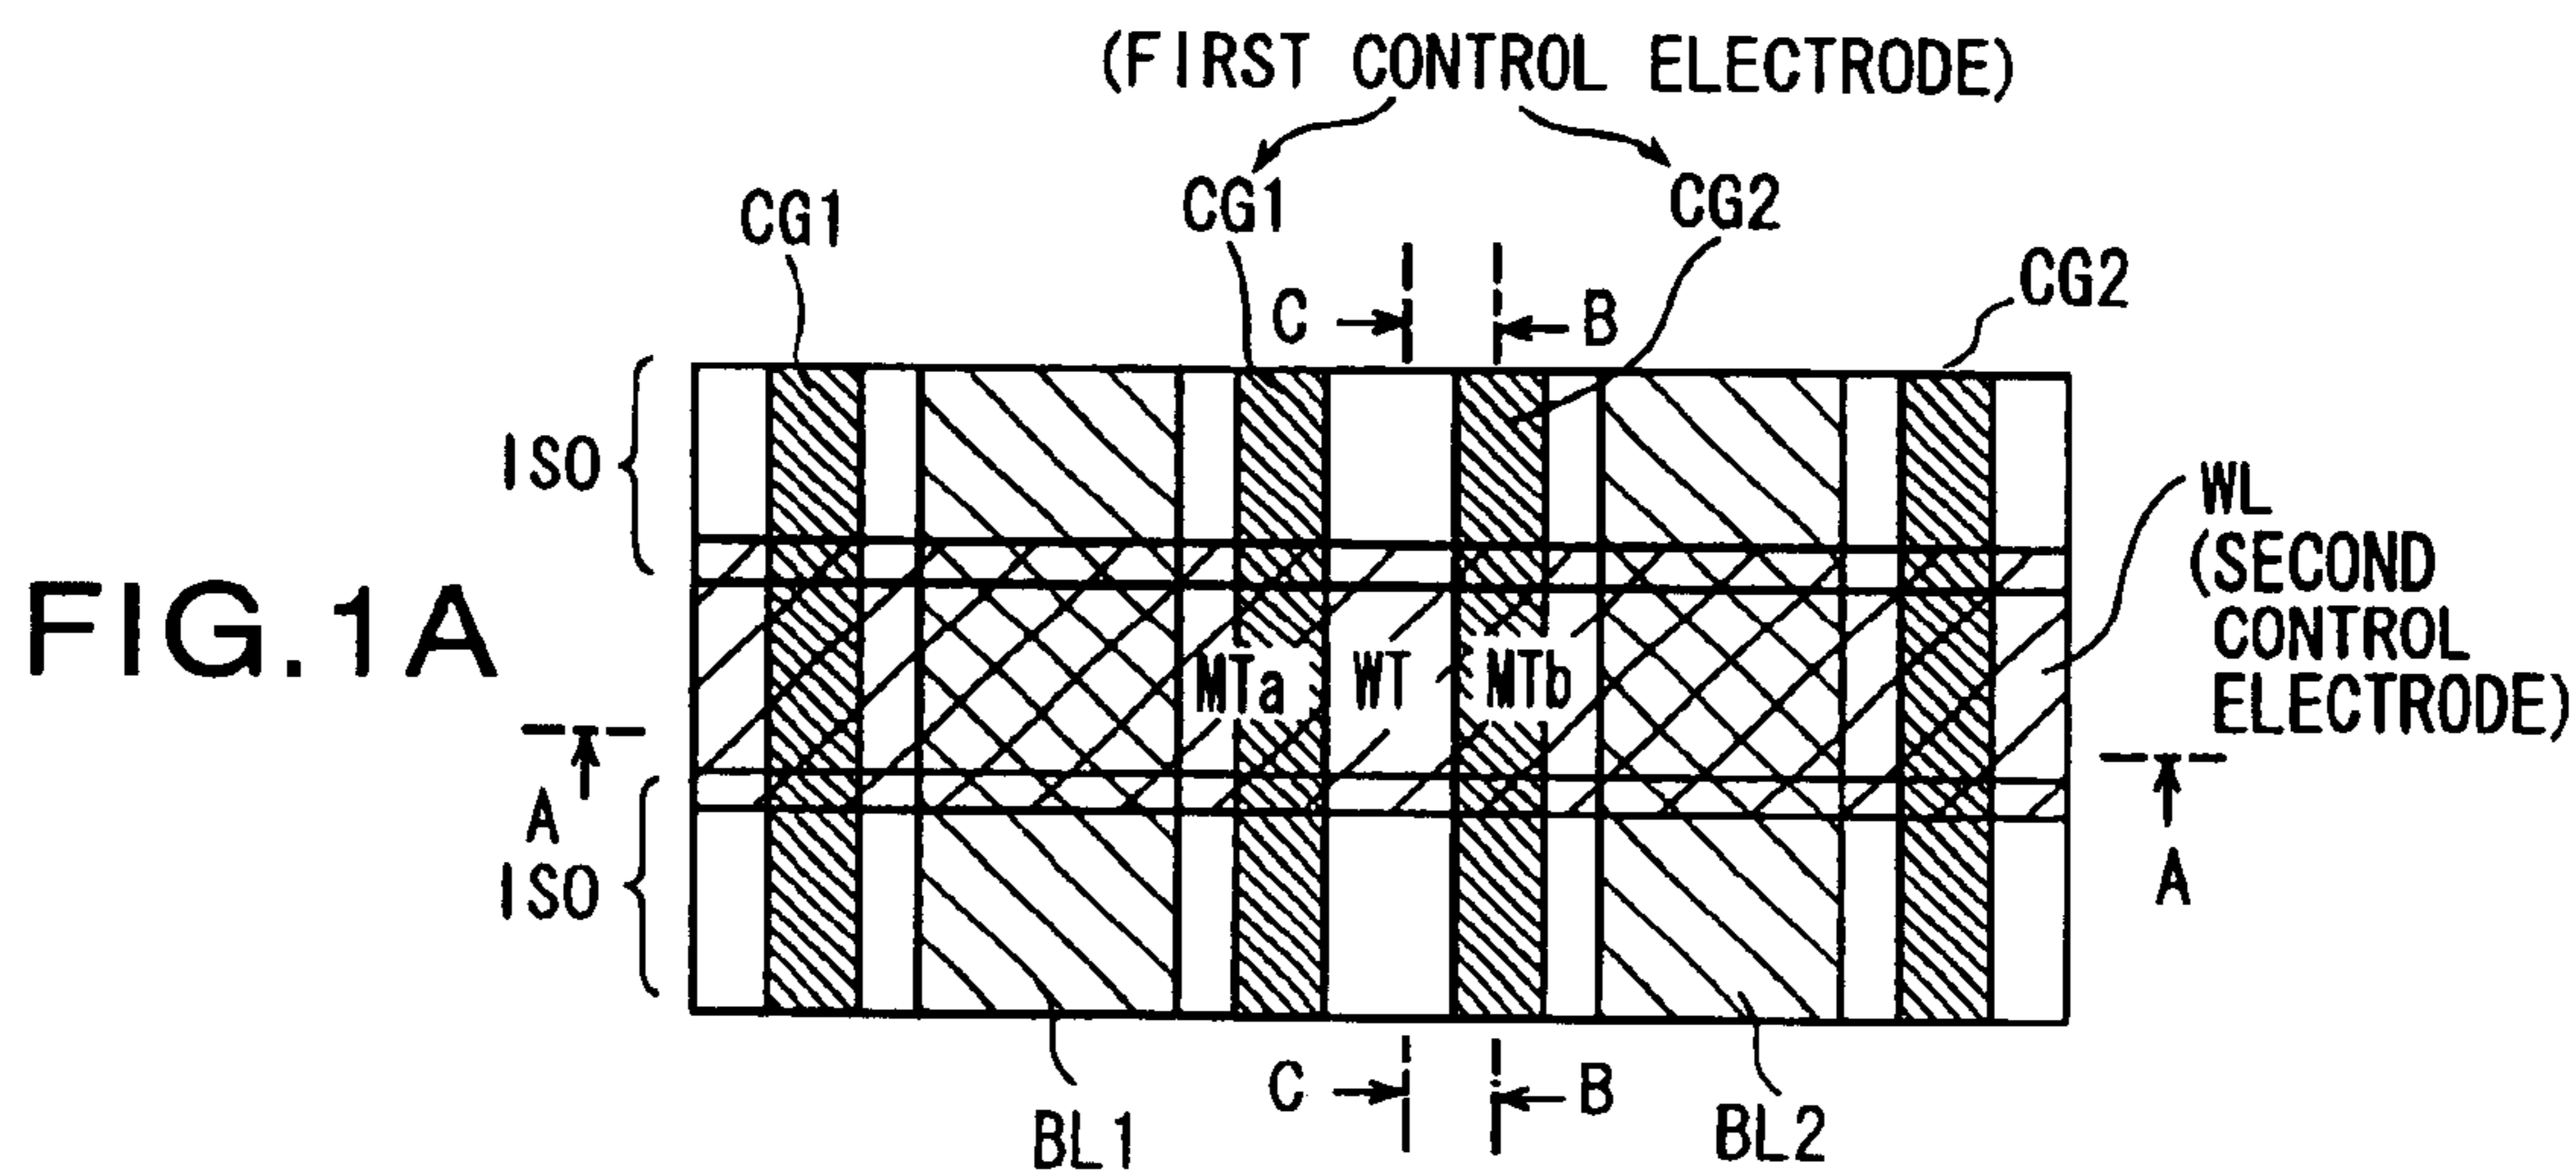 (FIRST CONTROL ELECTRODE)
CG1
CG1
CG2
CG2
C
B
ISO
WL
(SECOND
CONTROL
ELECTRODE)
FIG.1A
MTa
WT
MTb
A
A
ISO
C
B
BL1
BL2